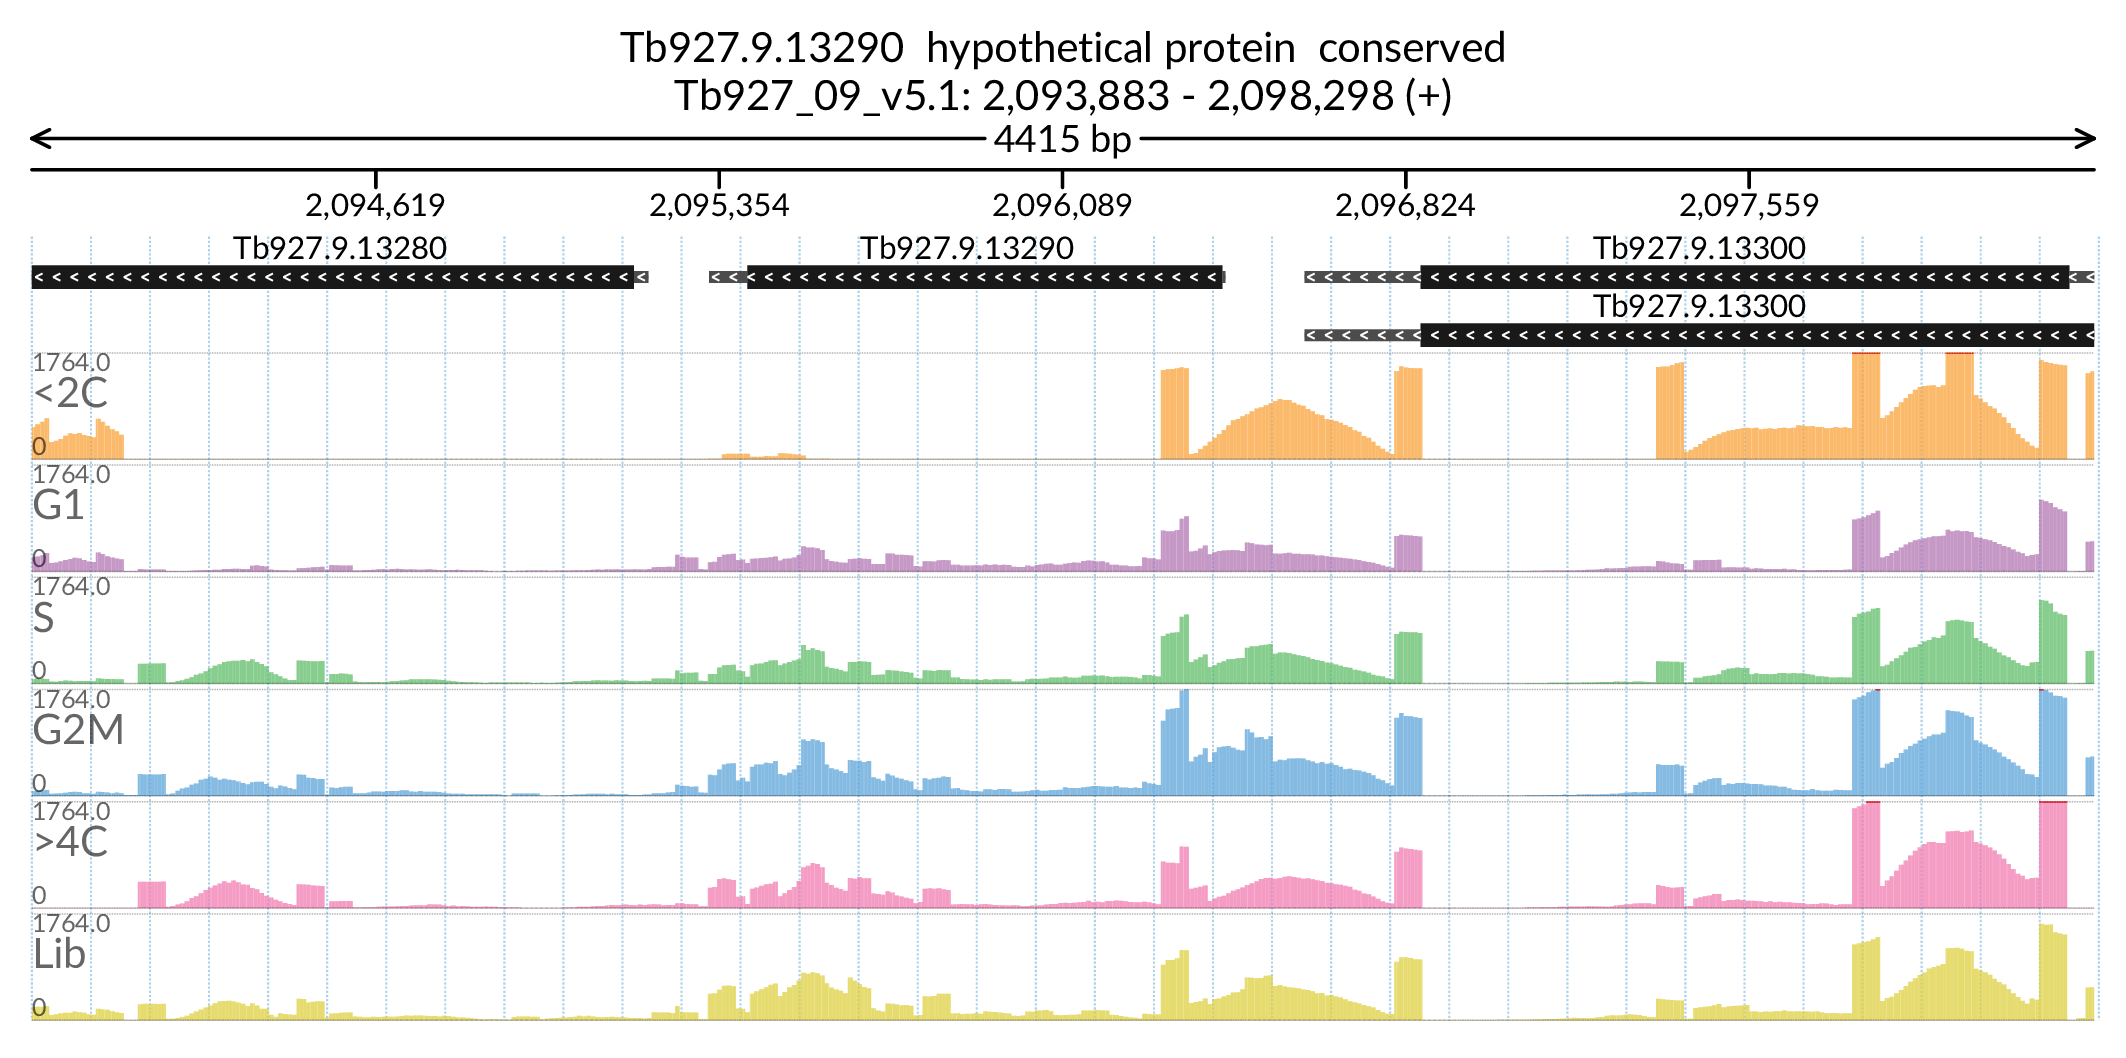 Tb927.9.13290 hypothetical protein conserved
Tb927_09_v5.1: 2,093,883 - 2,098,298 (+)
4415 bp
2,094,619 2,095,354 2,096,089 2,096,824 2,097,559
Tb927.9.13280 Tb927.9.13290 Tb927.9.13300
Tb927.9.13300
1764.0
<2C
0
1764.0
G1
0
1764.0
S
0
1764.0
G2M
0
1764.0
>4C
0
1764.0
Lib
0